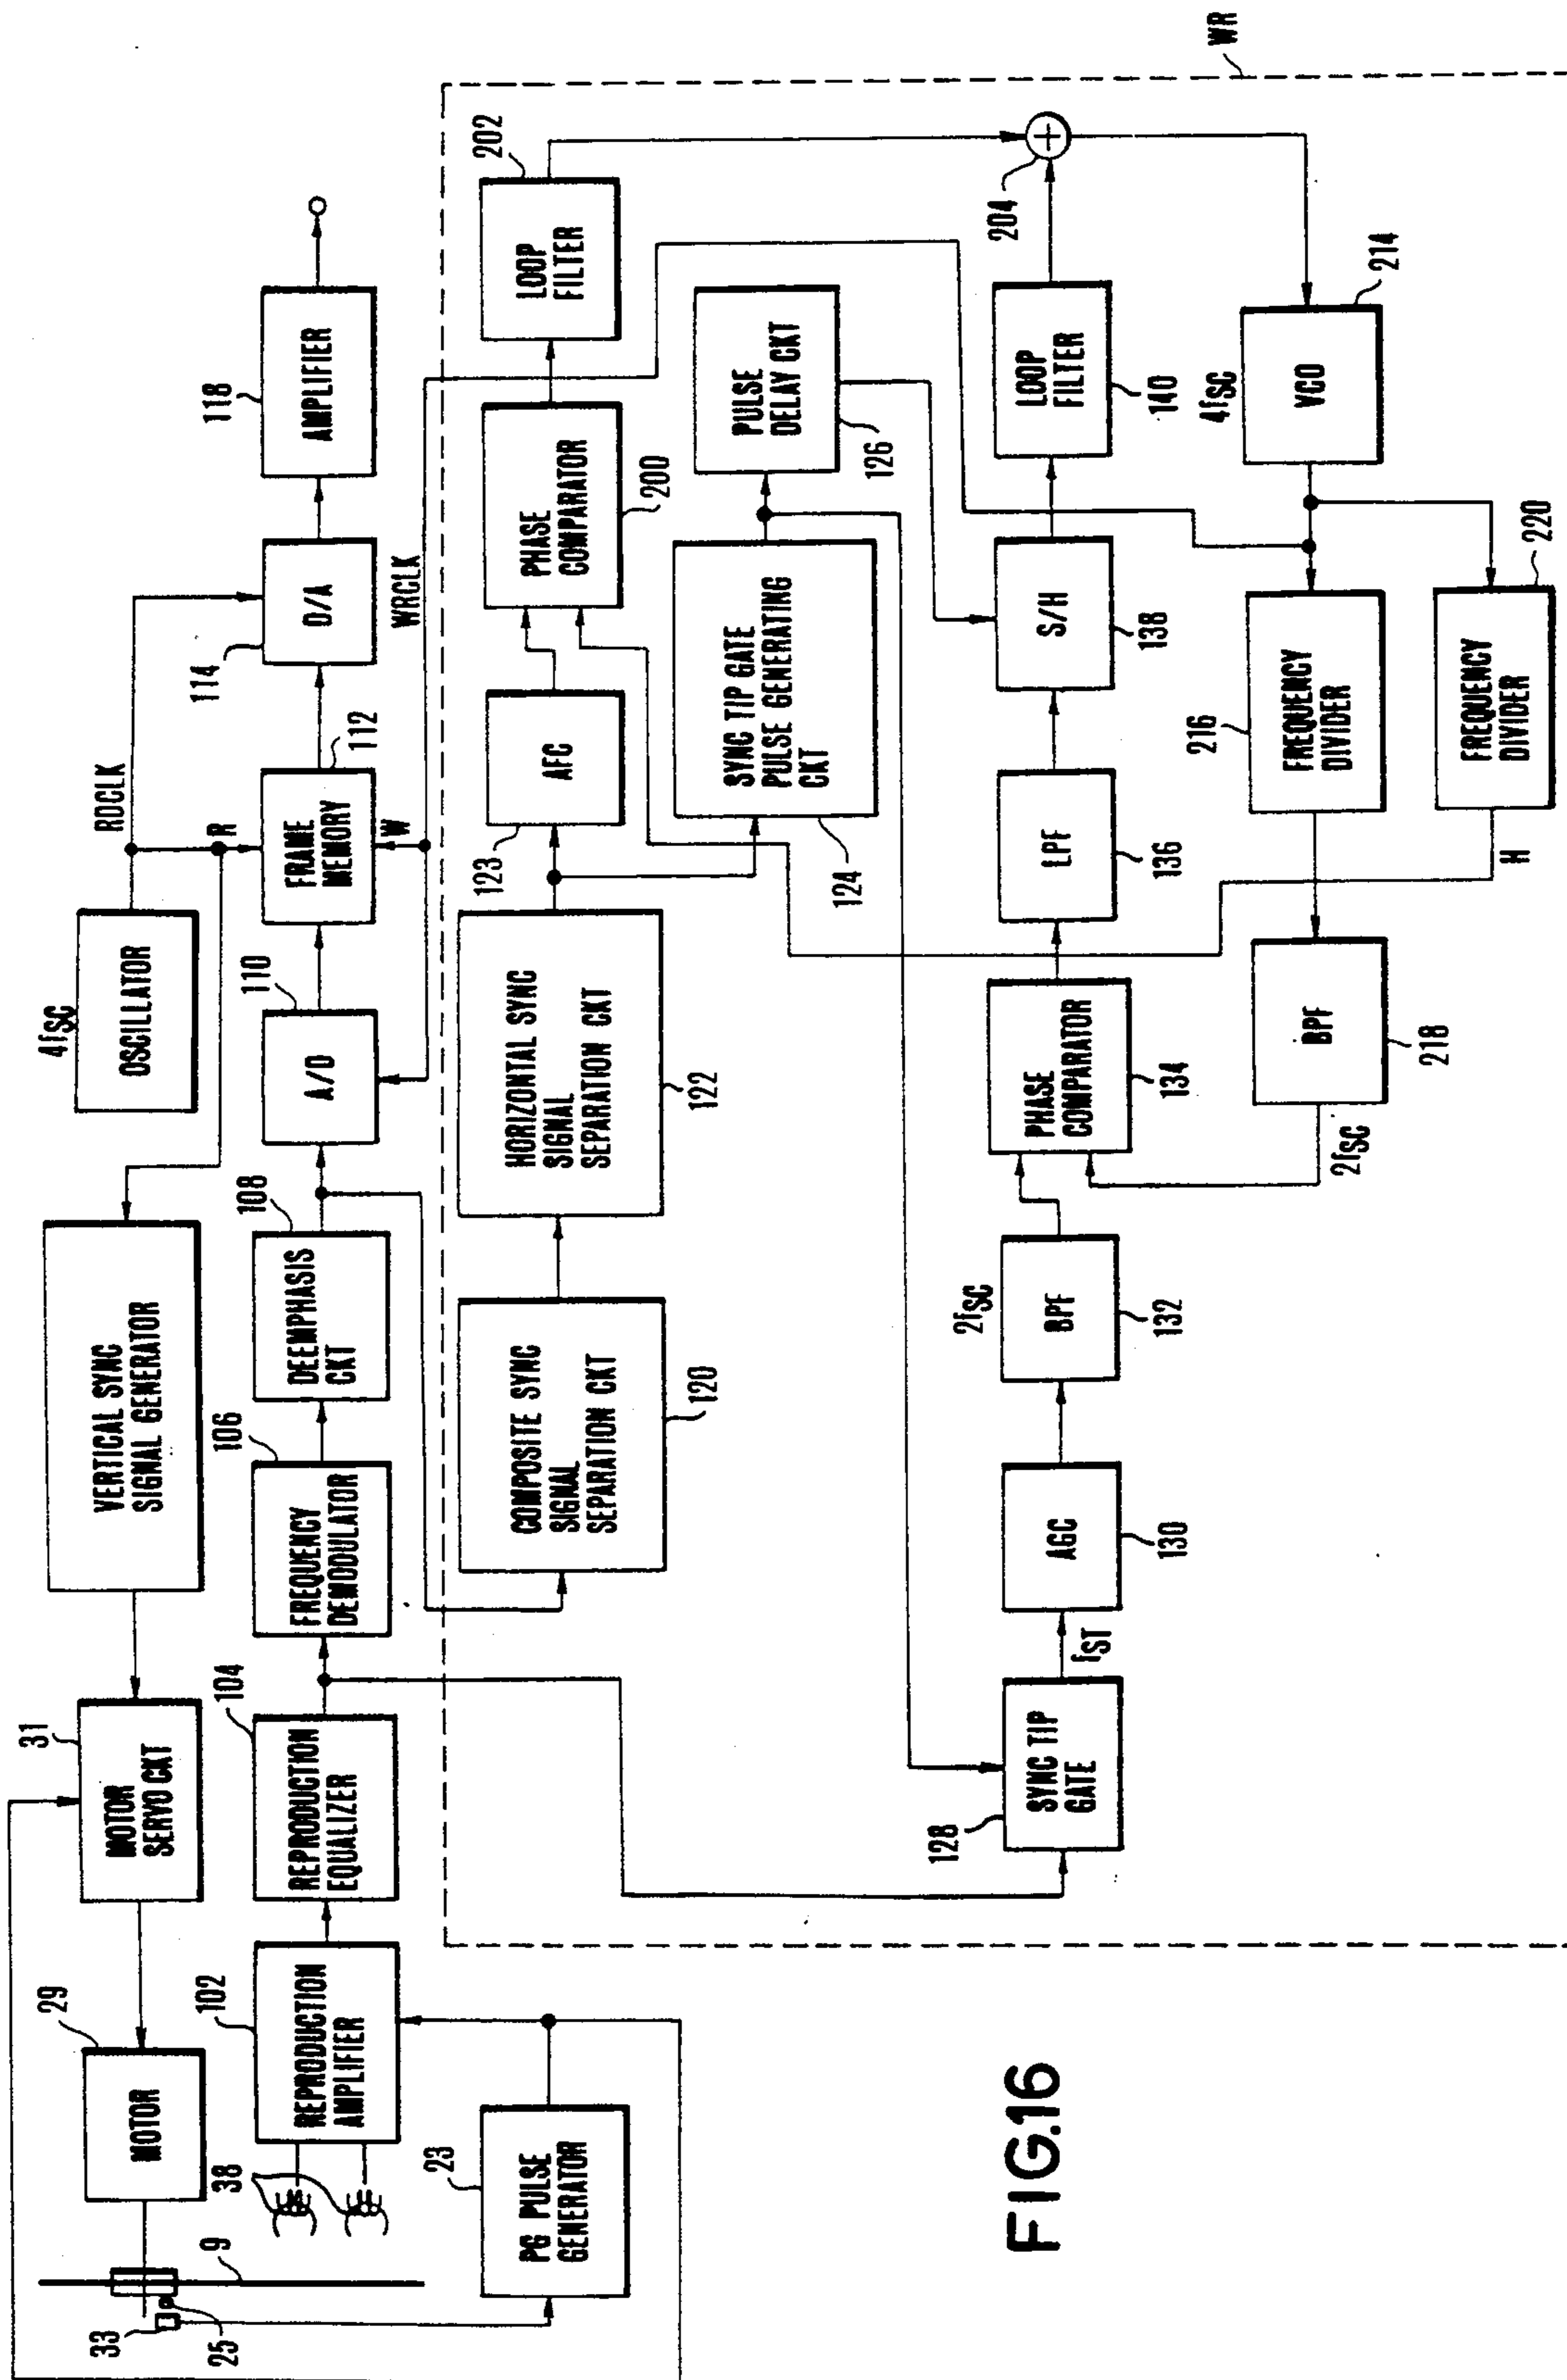 FIG.16
9
33
25
29
MOTOR
31
MOTOR
SERVO CKT
VERTICAL SYNC
SIGNAL GENERATOR
4fSC
OSCILLATOR
RDCLK
R
38
102
REPRODUCTION
AMPLIFIER
104
REPRODUCTION
EQUALIZER
106
FREQUENCY
DEMODULATOR
108
DEEMPHASIS
CKT
110
A/D
112
FRAME
MEMORY
W
114
D/A
118
AMPLIFIER
WRCLK
23
PG PULSE
GENERATOR
COMPOSITE SYNC
SIGNAL
SEPARATION CKT
120
HORIZONTAL SYNC
SIGNAL
SEPARATION CKT
122
123
AFC
PHASE
COMPARATOR
200
202
LOOP
FILTER
SYNC TIP GATE
PULSE GENERATING
CKT
124
PULSE
DELAY CKT
126
128
SYNC TIP
GATE
fST
AGC
130
2fSC
BPF
132
PHASE
COMPARATOR
134
LPF
136
S/H
138
LOOP
FILTER
140
204
+
2fSC
BPF
218
216
FREQUENCY
DIVIDER
4fSC
VCO
214
H
FREQUENCY
DIVIDER
220
WR